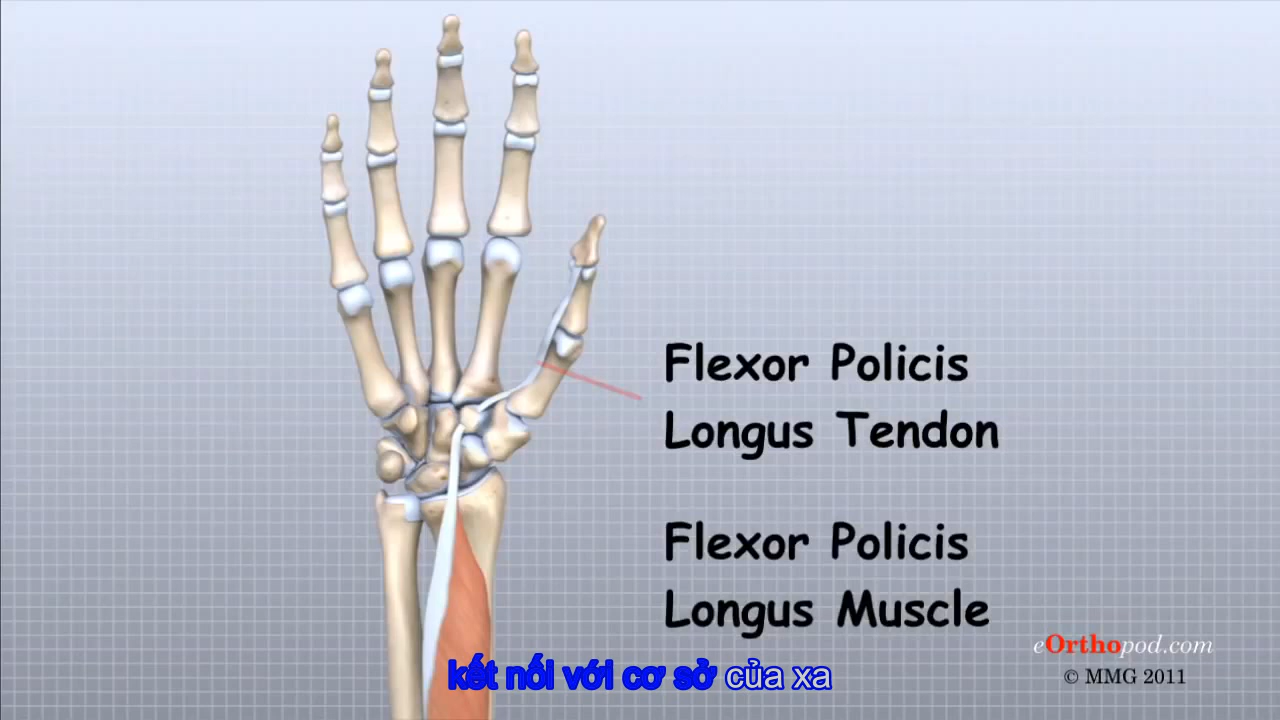 Flexor Policis
Longus Tendon
Flexor Policis
Longus Muscle
eOrthopod.com
© MMG 2011
kết nối với cơ sở của xa